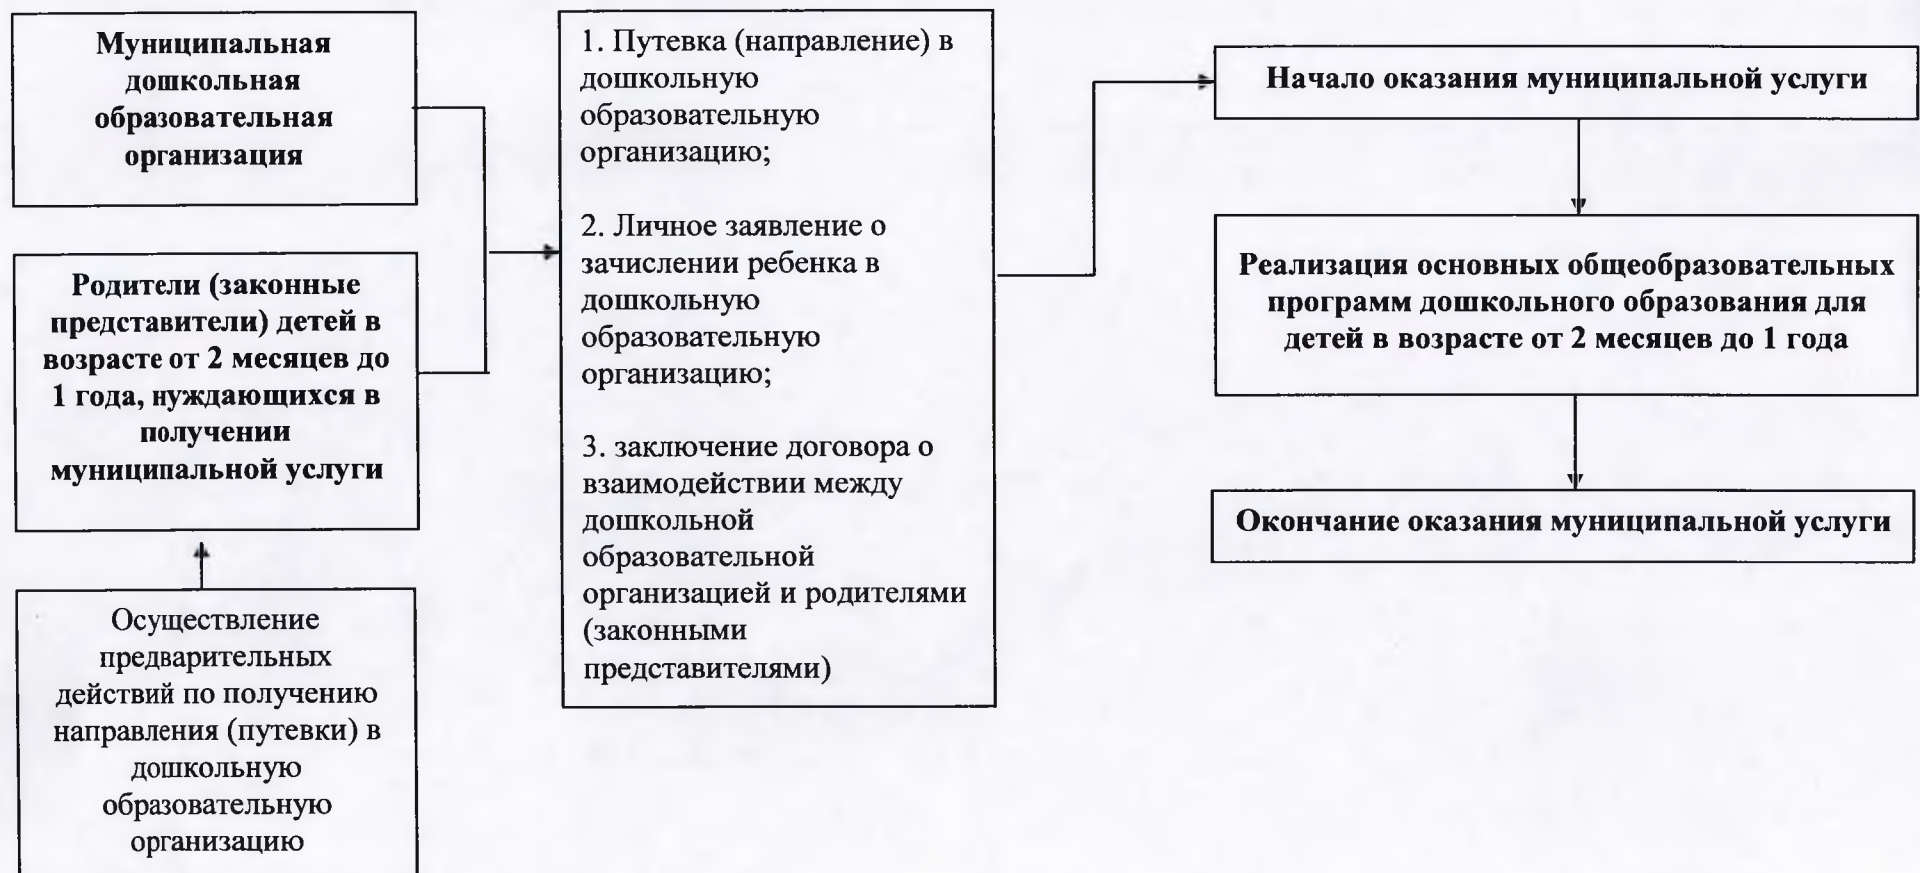 Муниципальная
дошкольная
образовательная
организация
Родители (законные
представители) детей в
возрасте от 2 месяцев до
1 года, нуждающихся в
получении
муниципальной услуги
Осуществление
предварительных
действий по получению
направления (путевки) в
дошкольную
образовательную
организацию
1. Путевка (направление) в
дошкольную
образовательную
организацию;
2. Личное заявление о
зачислении ребенка в
дошкольную
образовательную
организацию;
3. заключение договора о
взаимодействии между
дошкольной
образовательной
организацией и родителями
(законными
представителями)
Начало оказания муниципальной услуги
Реализация основных общеобразовательных
программ дошкольного образования для
детей в возрасте от 2 месяцев до 1 года
Окончание оказания муниципальной услуги